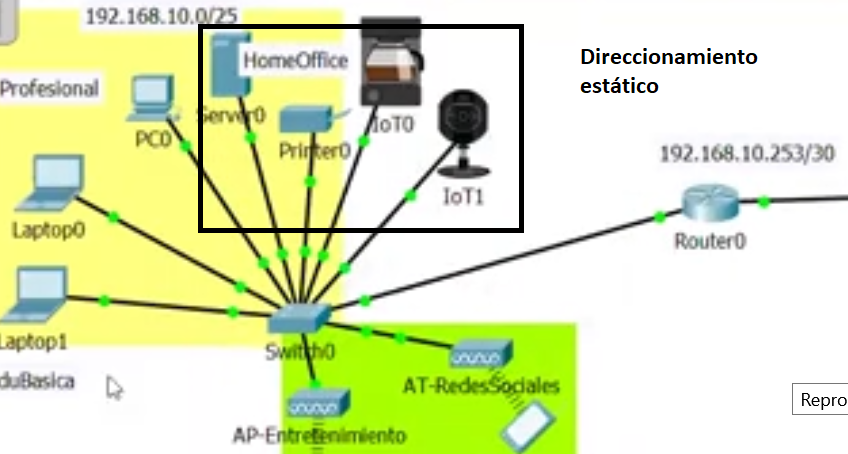 192.168.10.0/25
HomeOffice
Direccionamiento
estático
Profesional
Server0
IoT0
PC0
Printer0
192.168.10.253/30
IoT1
Laptop0
Router0
Laptop1
Switch0
duBasica
AT-RedesSociales
Repro
AP-Entretenimiento